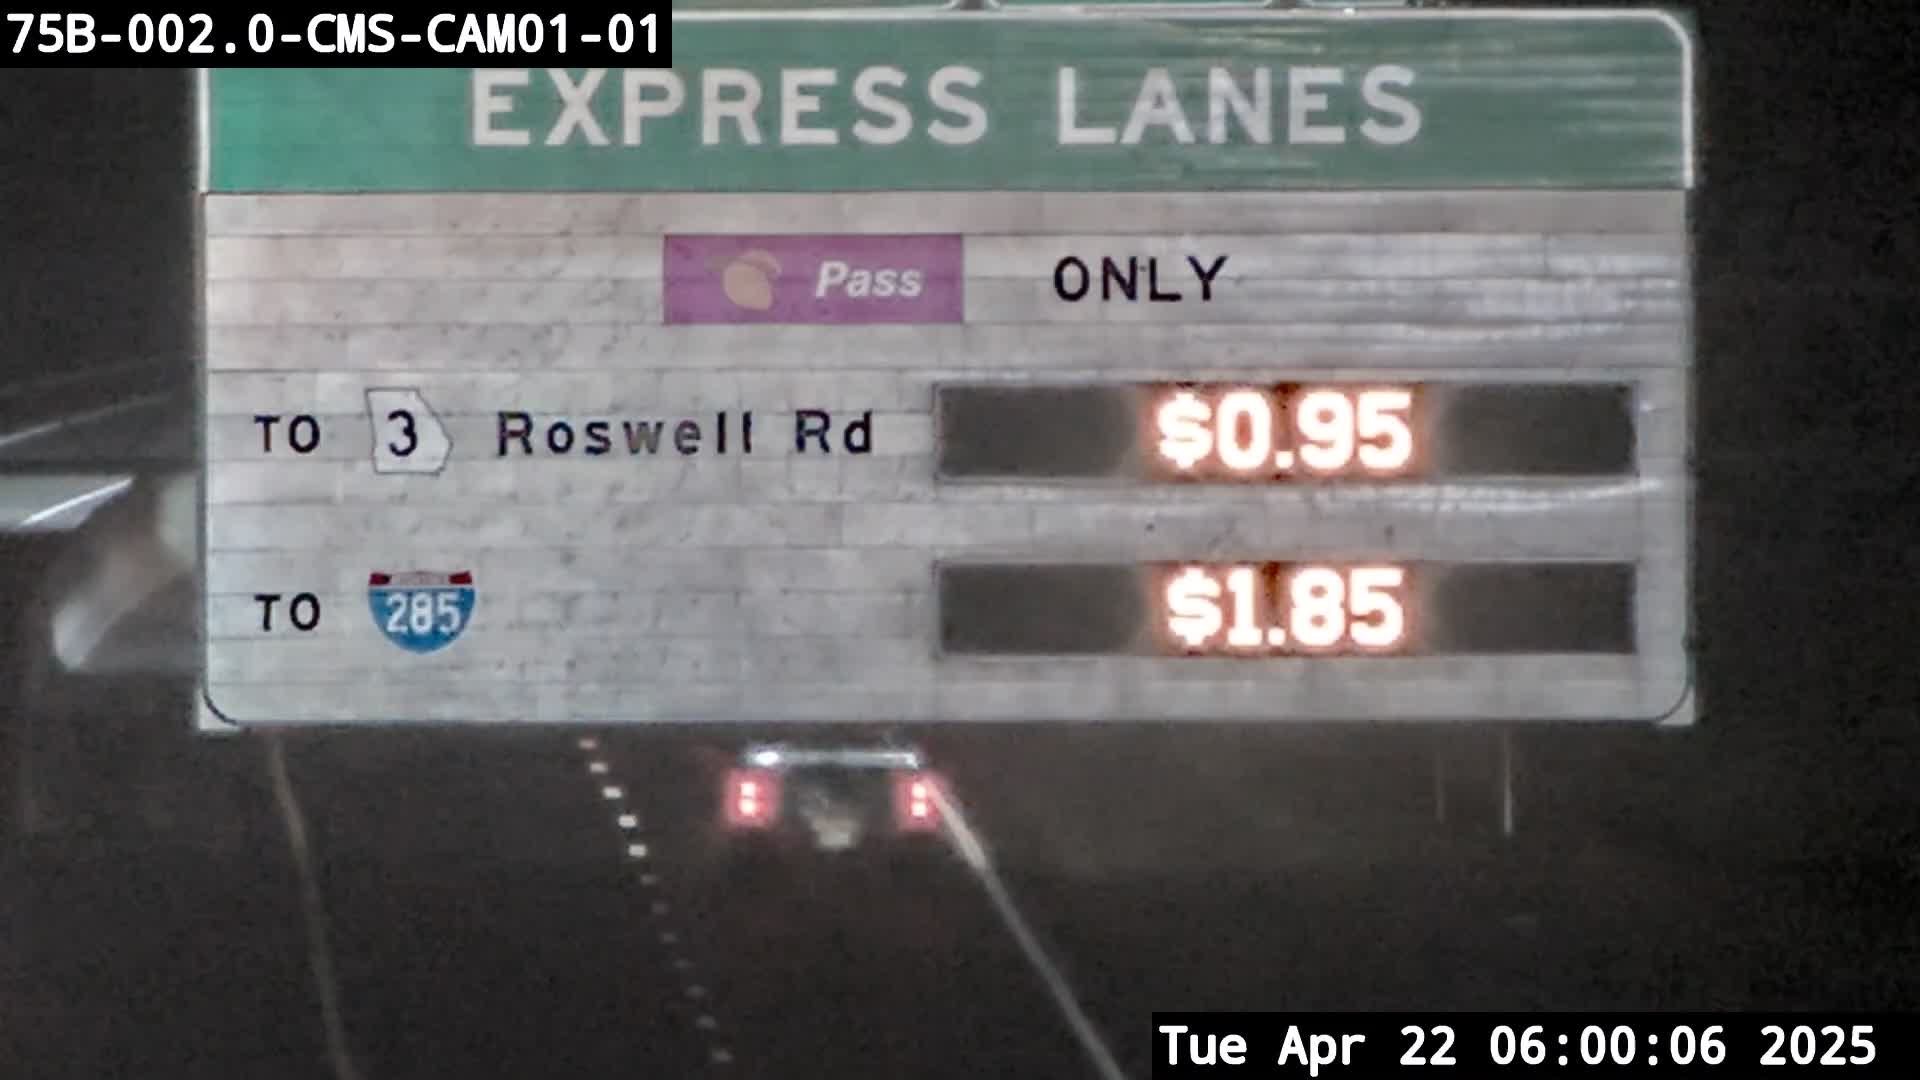 75B-002.0-CMS-CAM01-01
EXPRESS LANES
Pass ONLY
TO 3 Roswell Rd $0.95
TO 285 $1.85
Tue Apr 22 06:00:06 2025